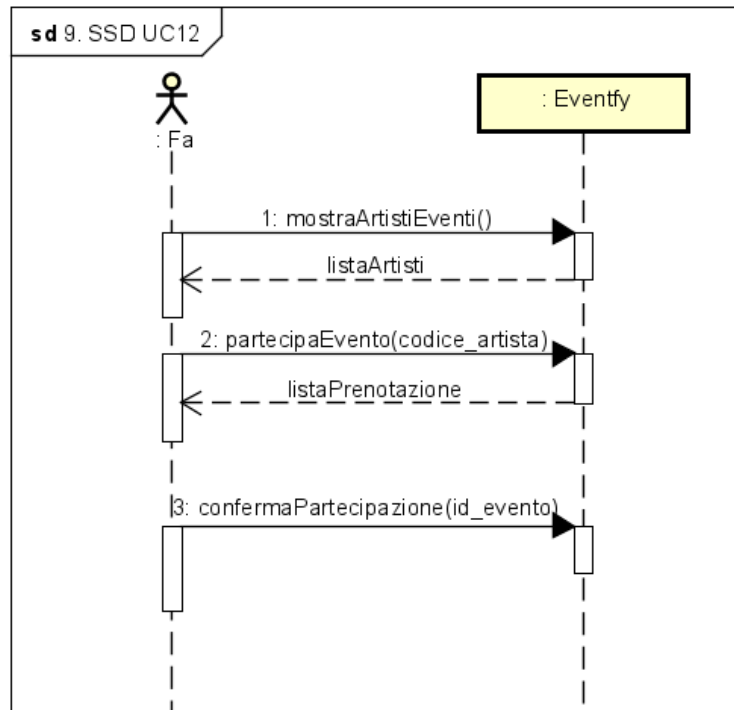 sd 9. SSD UC12
: Fa
: Eventfy
1: mostraArtistiEventi()
listaArtisti
2: partecipaEvento(codice_artista)
listaPrenotazione
3: confermaPartecipazione(id_evento)